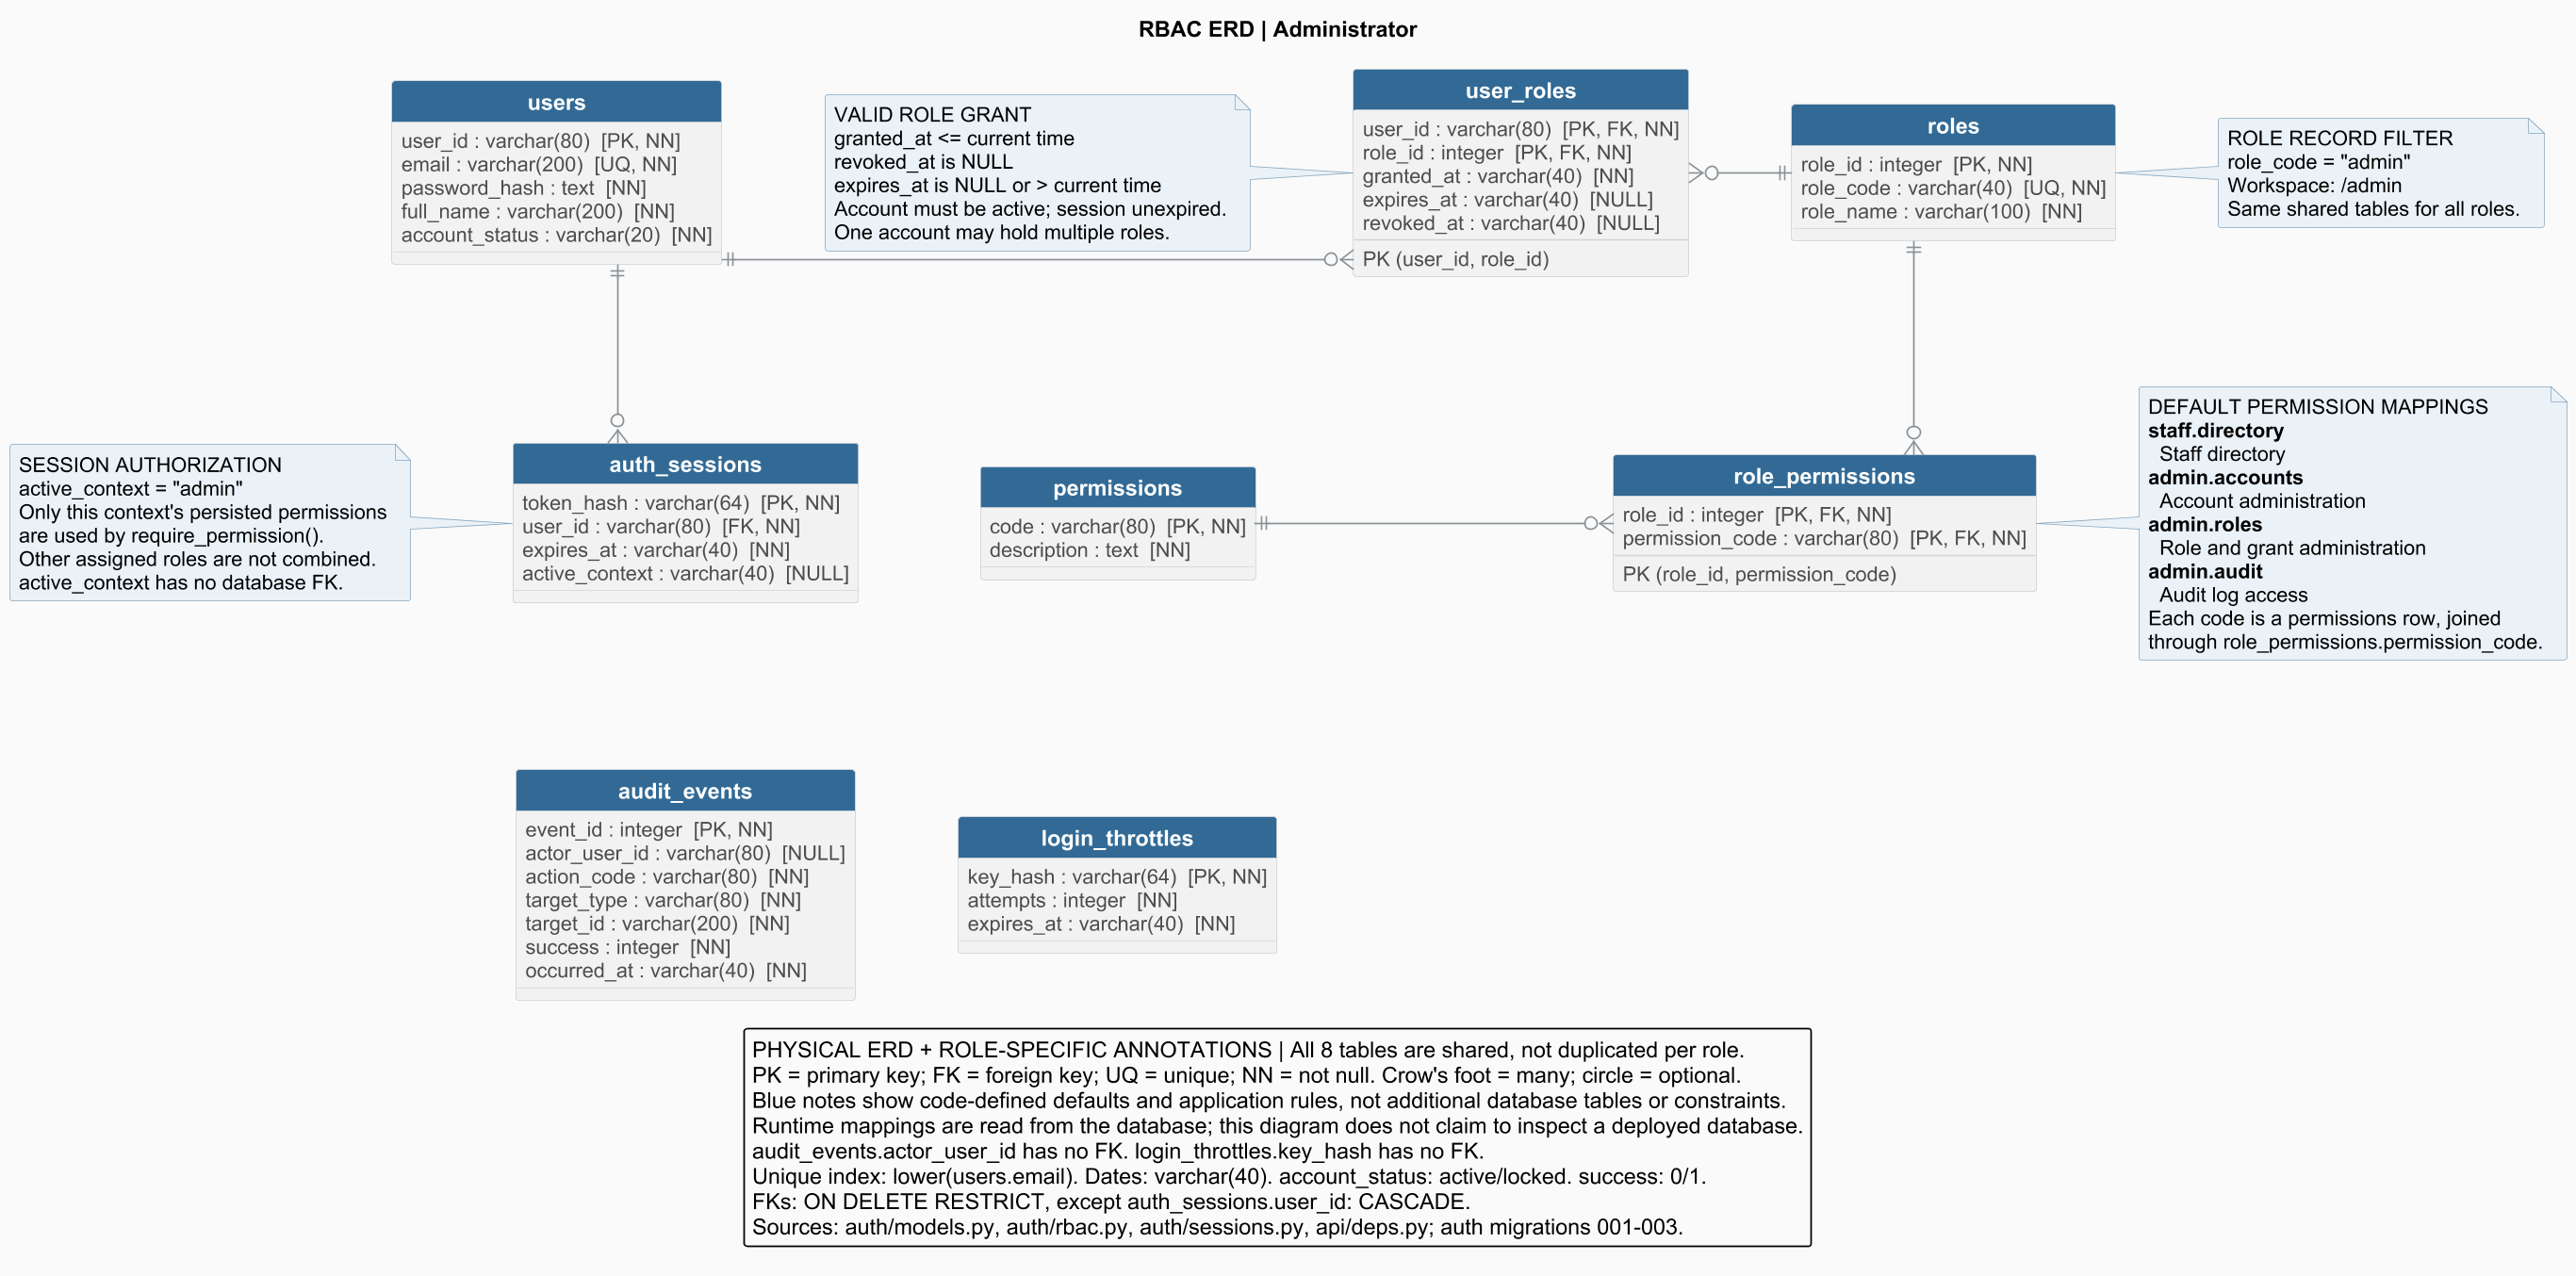 RBAC ERD | Administrator
users
user_id : varchar(80) [PK, NN]
email : varchar(200) [UQ, NN]
password_hash : text [NN]
full_name : varchar(200) [NN]
account_status : varchar(20) [NN]
VALID ROLE GRANT
granted_at <= current time
revoked_at is NULL
expires_at is NULL or > current time
Account must be active; session unexpired.
One account may hold multiple roles.
user_roles
user_id : varchar(80) [PK, FK, NN]
role_id : integer [PK, FK, NN]
granted_at : varchar(40) [NN]
expires_at : varchar(40) [NULL]
revoked_at : varchar(40) [NULL]
PK (user_id, role_id)
roles
role_id : integer [PK, NN]
role_code : varchar(40) [UQ, NN]
role_name : varchar(100) [NN]
ROLE RECORD FILTER
role_code = "admin"
Workspace: /admin
Same shared tables for all roles.
SESSION AUTHORIZATION
active_context = "admin"
Only this context's persisted permissions
are used by require_permission().
Other assigned roles are not combined.
active_context has no database FK.
auth_sessions
token_hash : varchar(64) [PK, NN]
user_id : varchar(80) [FK, NN]
expires_at : varchar(40) [NN]
active_context : varchar(40) [NULL]
permissions
code : varchar(80) [PK, NN]
description : text [NN]
role_permissions
role_id : integer [PK, FK, NN]
permission_code : varchar(80) [PK, FK, NN]
PK (role_id, permission_code)
DEFAULT PERMISSION MAPPINGS
staff.directory
Staff directory
admin.accounts
Account administration
admin.roles
Role and grant administration
admin.audit
Audit log access
Each code is a permissions row, joined
through role_permissions.permission_code.
audit_events
event_id : integer [PK, NN]
actor_user_id : varchar(80) [NULL]
action_code : varchar(80) [NN]
target_type : varchar(80) [NN]
target_id : varchar(200) [NN]
success : integer [NN]
occurred_at : varchar(40) [NN]
login_throttles
key_hash : varchar(64) [PK, NN]
attempts : integer [NN]
expires_at : varchar(40) [NN]
PHYSICAL ERD + ROLE-SPECIFIC ANNOTATIONS | All 8 tables are shared, not duplicated per role.
PK = primary key; FK = foreign key; UQ = unique; NN = not null. Crow's foot = many; circle = optional.
Blue notes show code-defined defaults and application rules, not additional database tables or constraints.
Runtime mappings are read from the database; this diagram does not claim to inspect a deployed database.
audit_events.actor_user_id has no FK. login_throttles.key_hash has no FK.
Unique index: lower(users.email). Dates: varchar(40). account_status: active/locked. success: 0/1.
FKs: ON DELETE RESTRICT, except auth_sessions.user_id: CASCADE.
Sources: auth/models.py, auth/rbac.py, auth/sessions.py, api/deps.py; auth migrations 001-003.